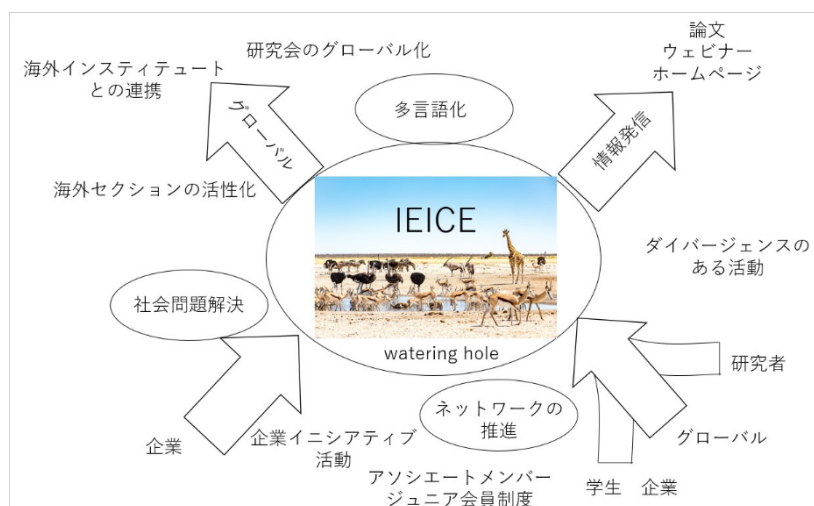 研究会のグローバル化
論文
ウェビナー
ホームページ
海外インスティテュート
との連携
グローバル
多言語化
情報発信
海外セクションの活性化
IEICE
ダイバージェンスの
ある活動
社会問題解決
watering hole
研究者
ネットワークの
推進
企業
企業イニシアティブ
活動
グローバル
アソシエートメンバー
ジュニア会員制度
学生 企業